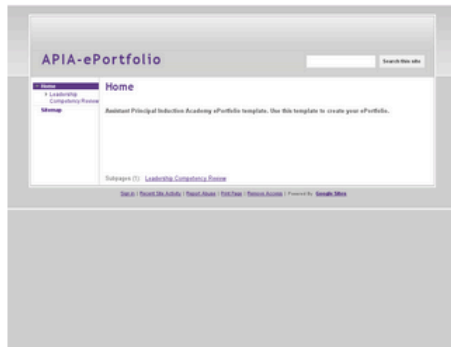 APIA-ePortfolio
Search this site
Home
Leadership
Competency Review
Sitemap
Home
Assistant Principal Induction Academy ePortfolio template. Use this template to create your ePortfolio.
Subpages (1): Leadership Competency Review
Sign in | Recent Site Activity | Report Abuse | Print Page | Remove Access | Powered By Google Sites